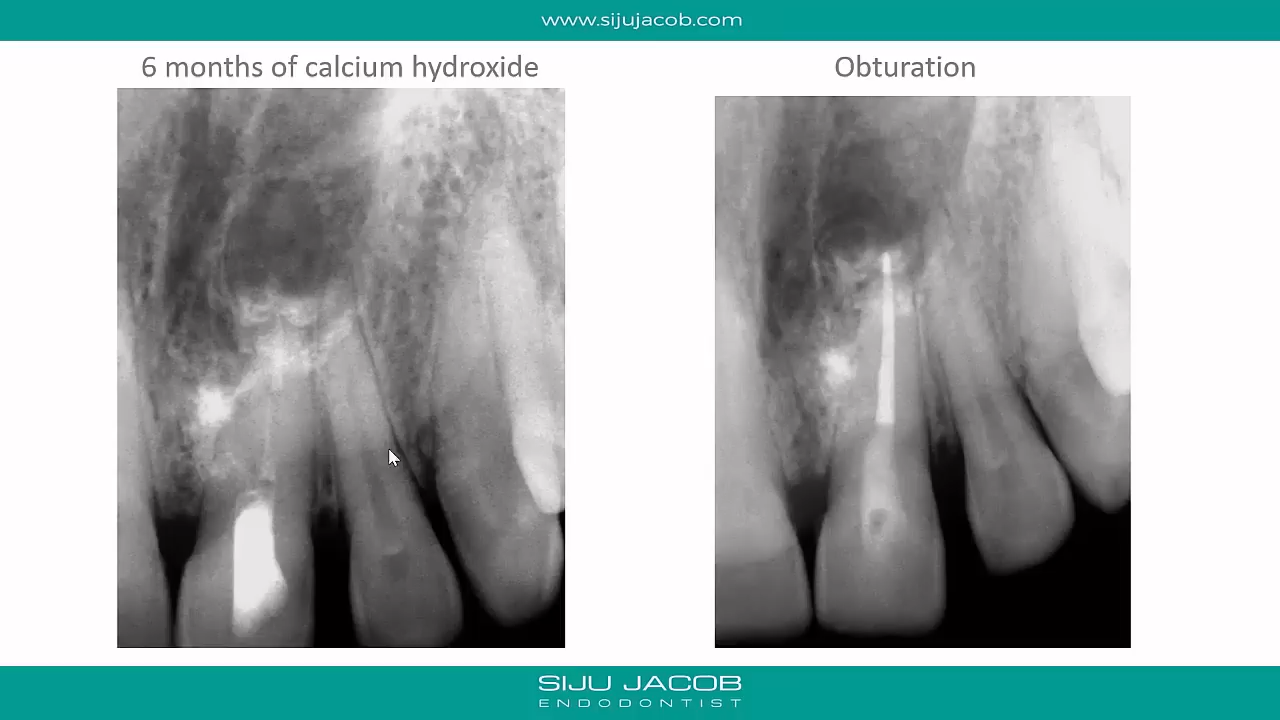 www.sijujacob.com
6 months of calcium hydroxide
Obturation
SIJU JACOB
ENDODONTIST